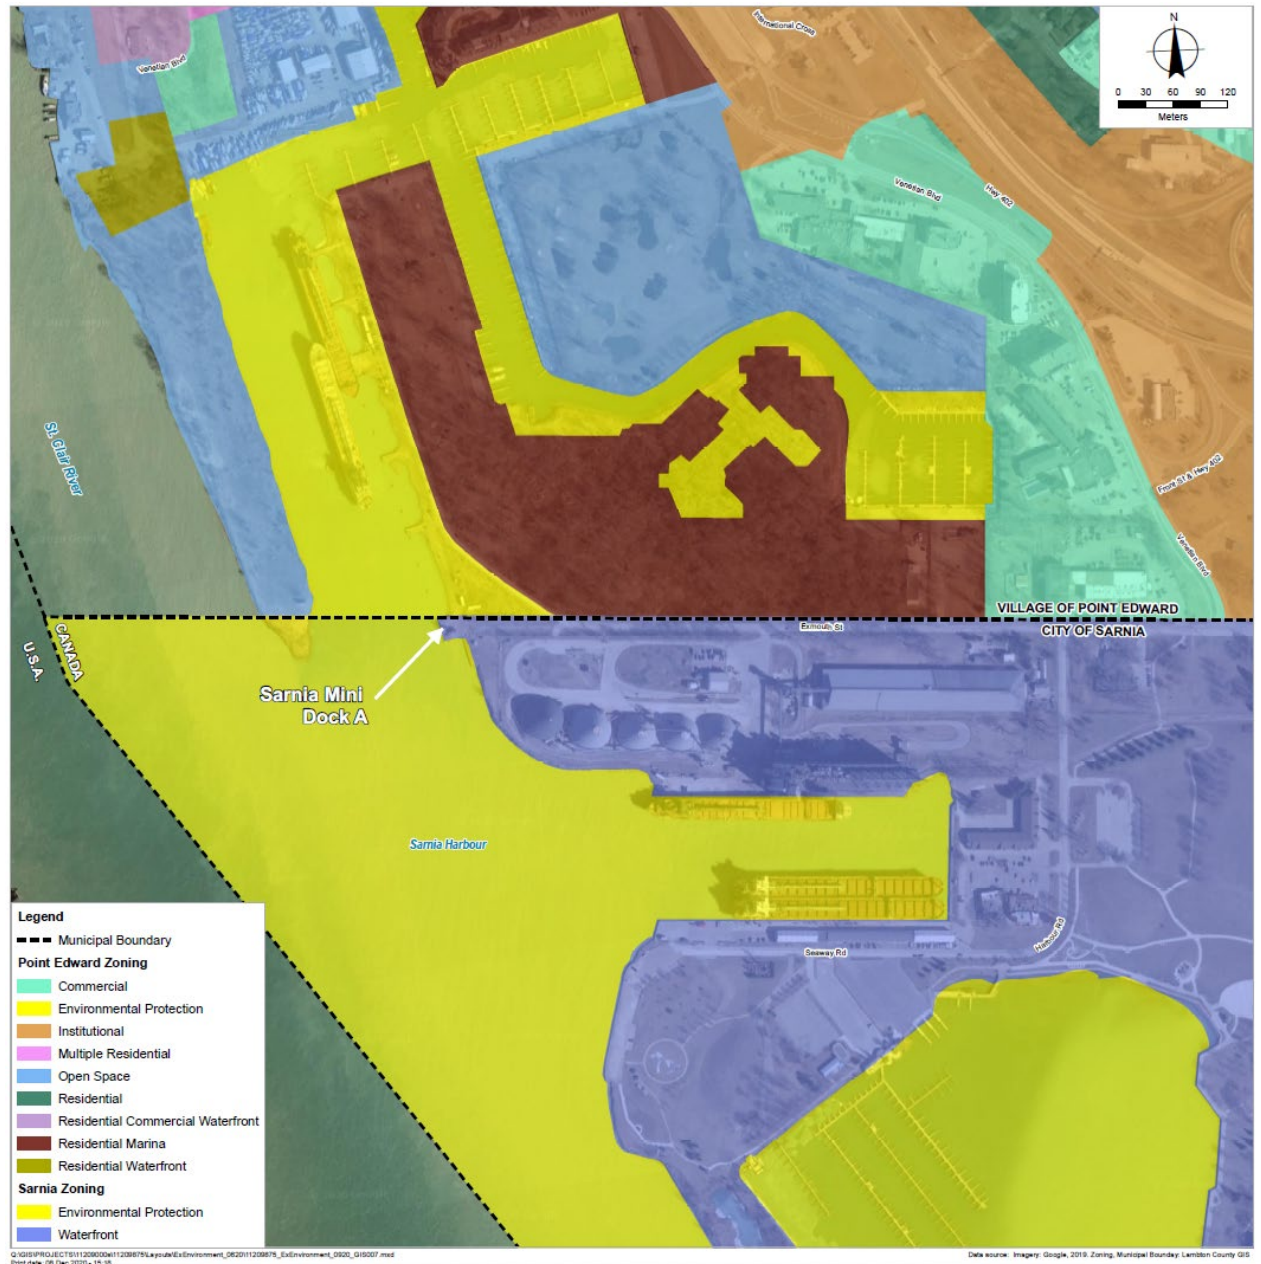 International Cross
N
0 30 60 90 120
Meters
Venetian Blvd
Venetian Blvd
Hwy 402
St. Clair River
Front St & Hwy 402
Venetian Blvd
VILLAGE OF POINT EDWARD
CITY OF SARNIA
Exmouth St
CANADA
U.S.A.
Sarnia Mini
Dock A
Sarnia Harbour
Harbour Rd
Seaway Rd
Legend
Municipal Boundary
Point Edward Zoning
Commercial
Environmental Protection
Institutional
Multiple Residential
Open Space
Residential
Residential Commercial Waterfront
Residential Marina
Residential Waterfront
Sarnia Zoning
Environmental Protection
Waterfront
Data source: Imagery: Google, 2019. Zoning, Municipal Boundary: Lambton County GIS